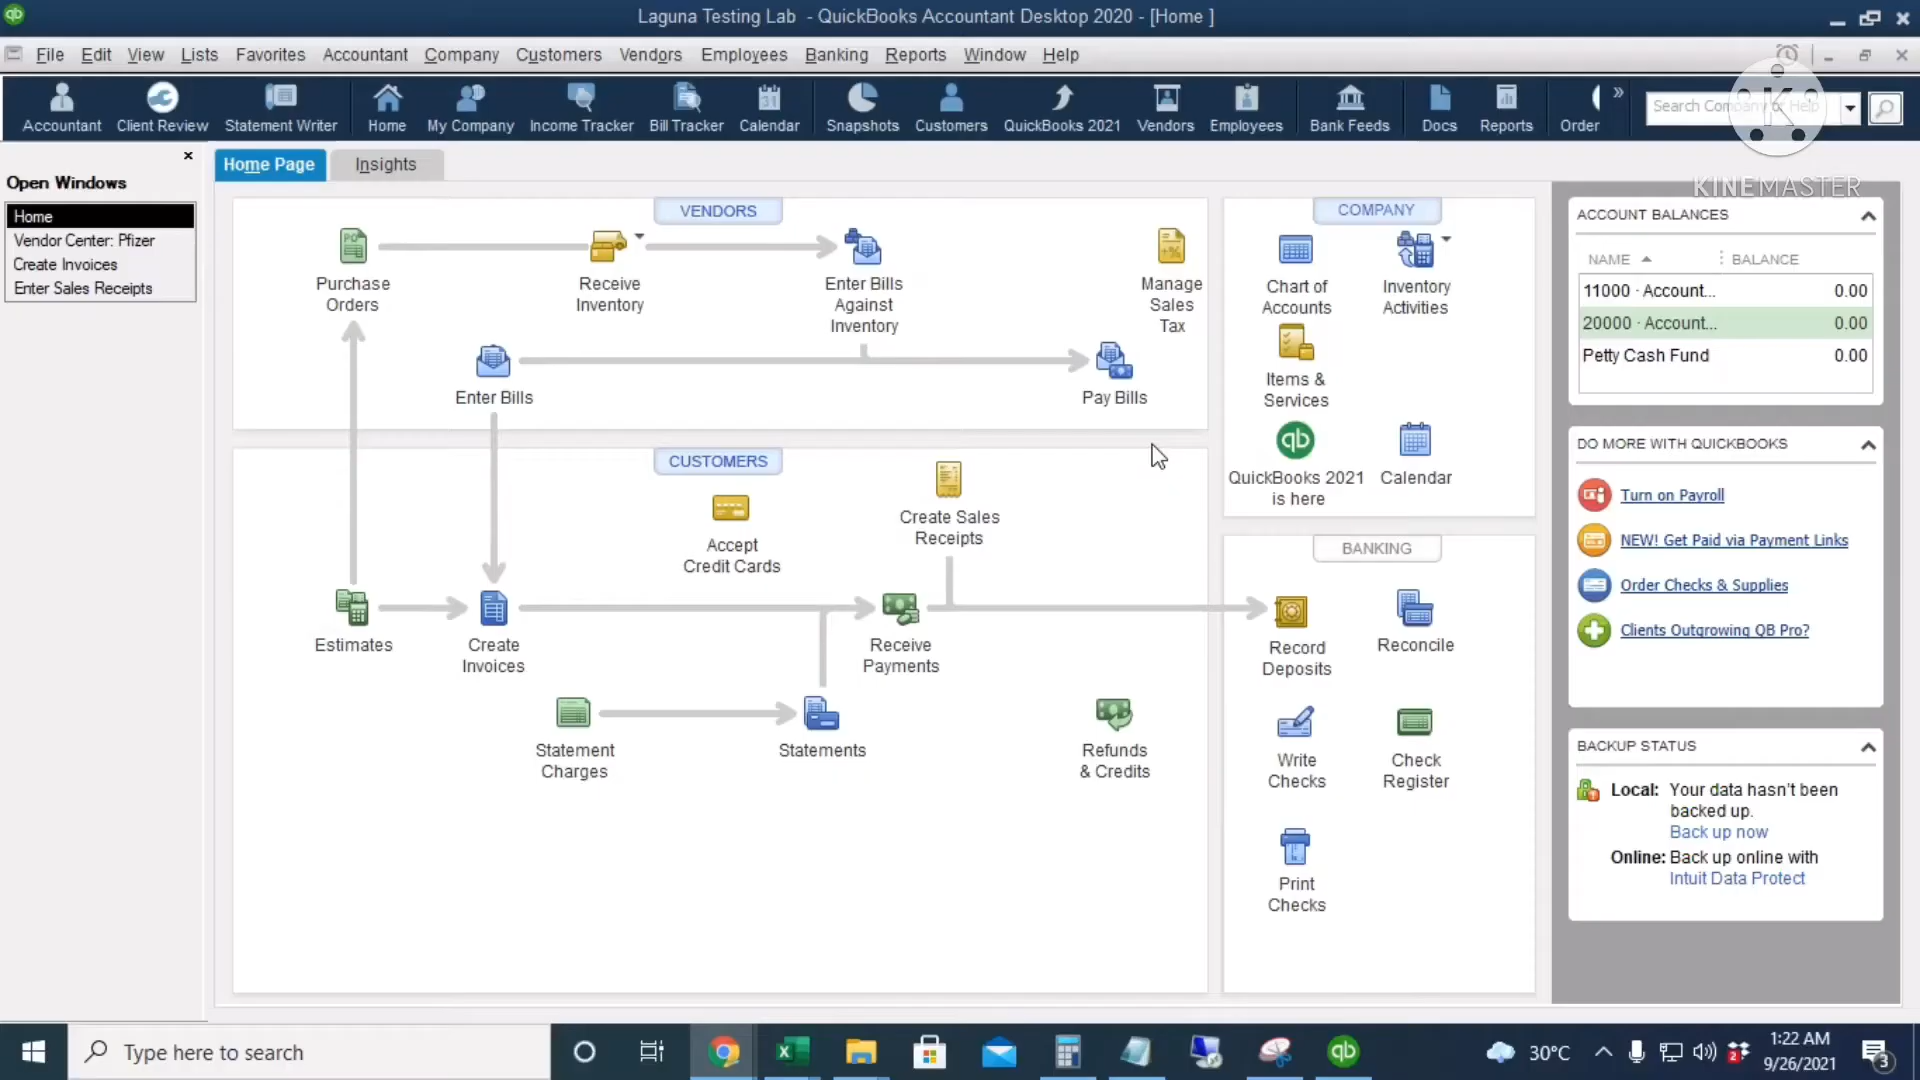 qb
Laguna Testing Lab - QuickBooks Accountant Desktop 2020 - [Home ]
File Edit View Lists Favorites Accountant Company Customers Vendors Employees Banking Reports Window Help
Accountant Client Review Statement Writer Home My Company Income Tracker Bill Tracker Calendar Snapshots Customers QuickBooks 2021 Vendors Employees Bank Feeds Docs Reports Order
Search Company or Help
K
KINEMASTER
Open Windows
Home
Vendor Center: Pfizer
Create Invoices
Enter Sales Receipts
Home Page Insights
VENDORS
Purchase
Orders
Receive
Inventory
Enter Bills
Against
Inventory
Manage
Sales
Tax
Enter Bills
Pay Bills
CUSTOMERS
Accept
Credit Cards
Create Sales
Receipts
Estimates
Create
Invoices
Receive
Payments
Statement
Charges
Statements
Refunds
& Credits
COMPANY
Chart of
Accounts
Inventory
Activities
Items &
Services
qb
QuickBooks 2021
is here
Calendar
BANKING
Record
Deposits
Reconcile
Write
Checks
Check
Register
Print
Checks
ACCOUNT BALANCES
NAME BALANCE
11000 · Account... 0.00
20000 · Account... 0.00
Petty Cash Fund 0.00
DO MORE WITH QUICKBOOKS
Turn on Payroll
NEW! Get Paid via Payment Links
Order Checks & Supplies
Clients Outgrowing QB Pro?
BACKUP STATUS
Local: Your data hasn't been
backed up.
Back up now
Online: Back up online with
Intuit Data Protect
Type here to search
qb
30°C
2
1:22 AM
9/26/2021
3